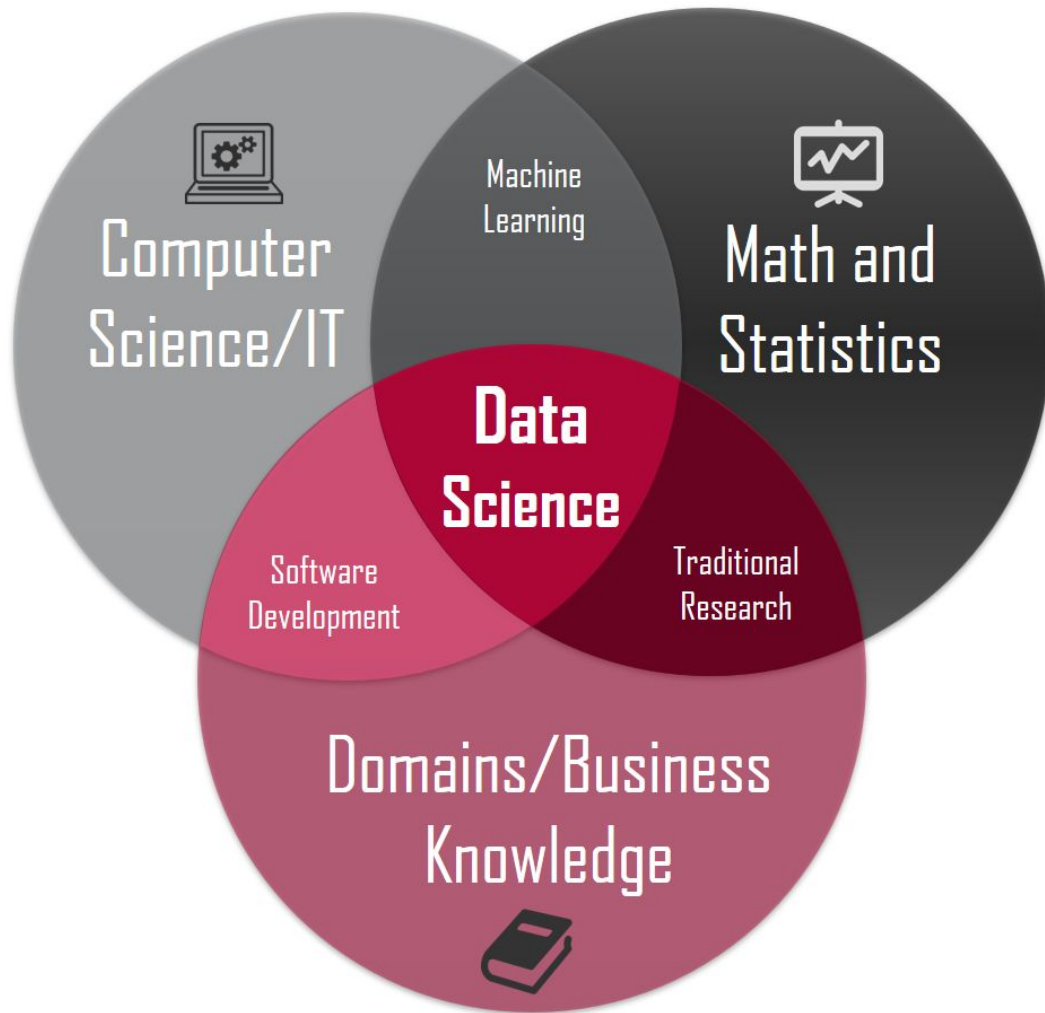 Machine
Learning
Computer
Science/IT
Math and
Statistics
Data
Science
Software
Development
Traditional
Research
Domains/Business
Knowledge